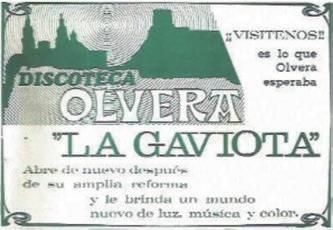 ¡¡VISITENOS!!
es lo que
Olvera
esperaba
DISCOTECA
OLVERA
"LA GAVIOTA"
Abre de nuevo después
de su amplia reforma
y le brinda un mundo
nuevo de luz, música y color.